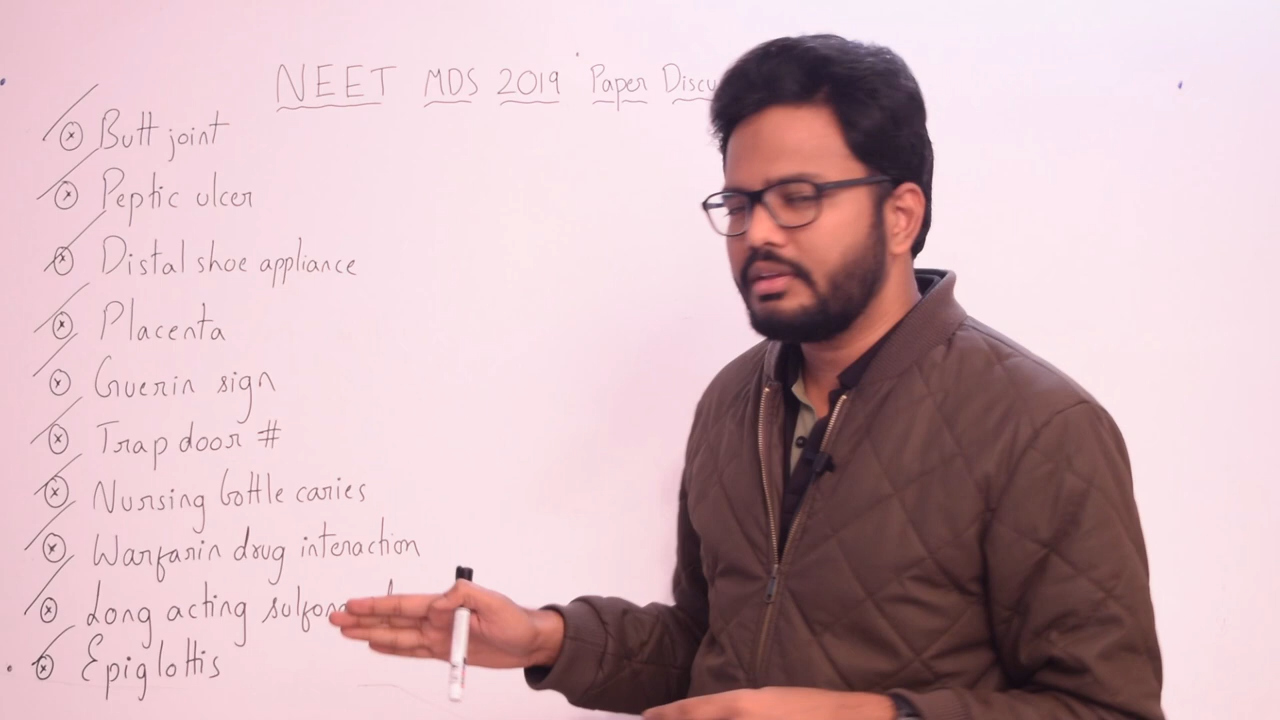 NEET MDS 2019 Paper
Butt joint
Peptic ulcer
Distal shoe appliance
Placenta
Guerin sign
Trap door #
Nursing bottle caries
Warfarin drug interaction
Long acting
Epiglottis